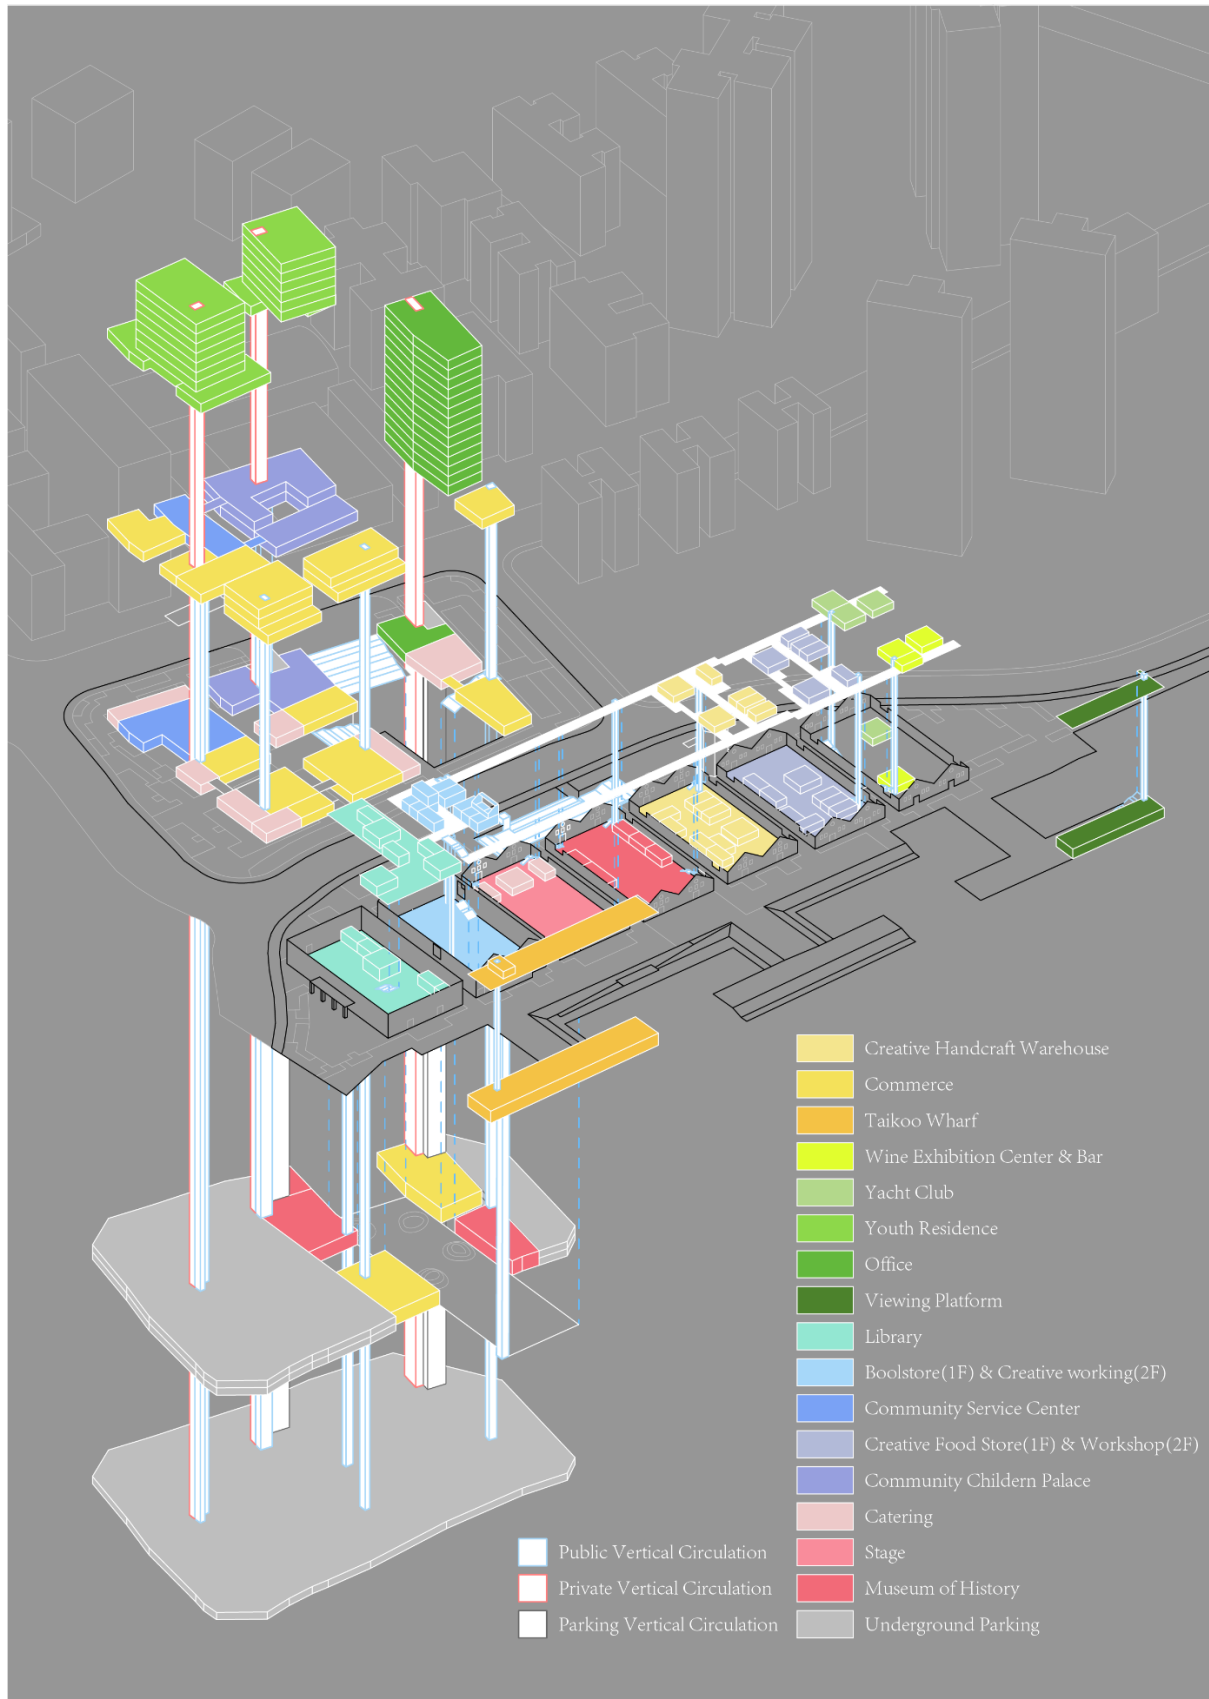 Creative Handcraft Warehouse
Commerce
Taikoo Wharf
Wine Exhibition Center & Bar
Yacht Club
Youth Residence
Office
Viewing Platform
Library
Boolstore(1F) & Creative working(2F)
Community Service Center
Creative Food Store(1F) & Workshop(2F)
Community Childern Palace
Catering
Stage
Museum of History
Underground Parking
Public Vertical Circulation
Private Vertical Circulation
Parking Vertical Circulation